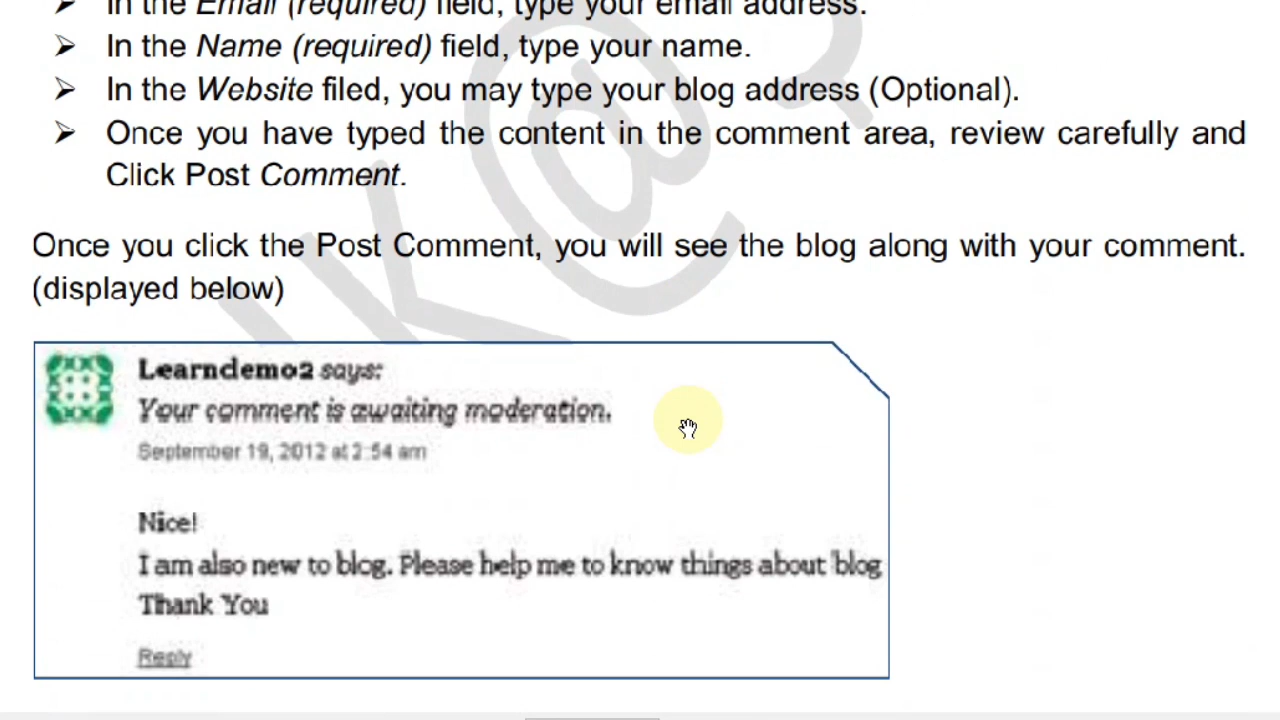 ➢ In the Email (required) field, type your email address.
➢ In the Name (required) field, type your name.
➢ In the Website filed, you may type your blog address (Optional).
➢ Once you have typed the content in the comment area, review carefully and
Click Post Comment.
Once you click the Post Comment, you will see the blog along with your comment.
(displayed below)
Learndemo2 says:
Your comment is awaiting moderation.
September 19, 2012 at 2:54 am
Nice!
I am also new to blog. Please help me to know things about blog
Thank You
Reply